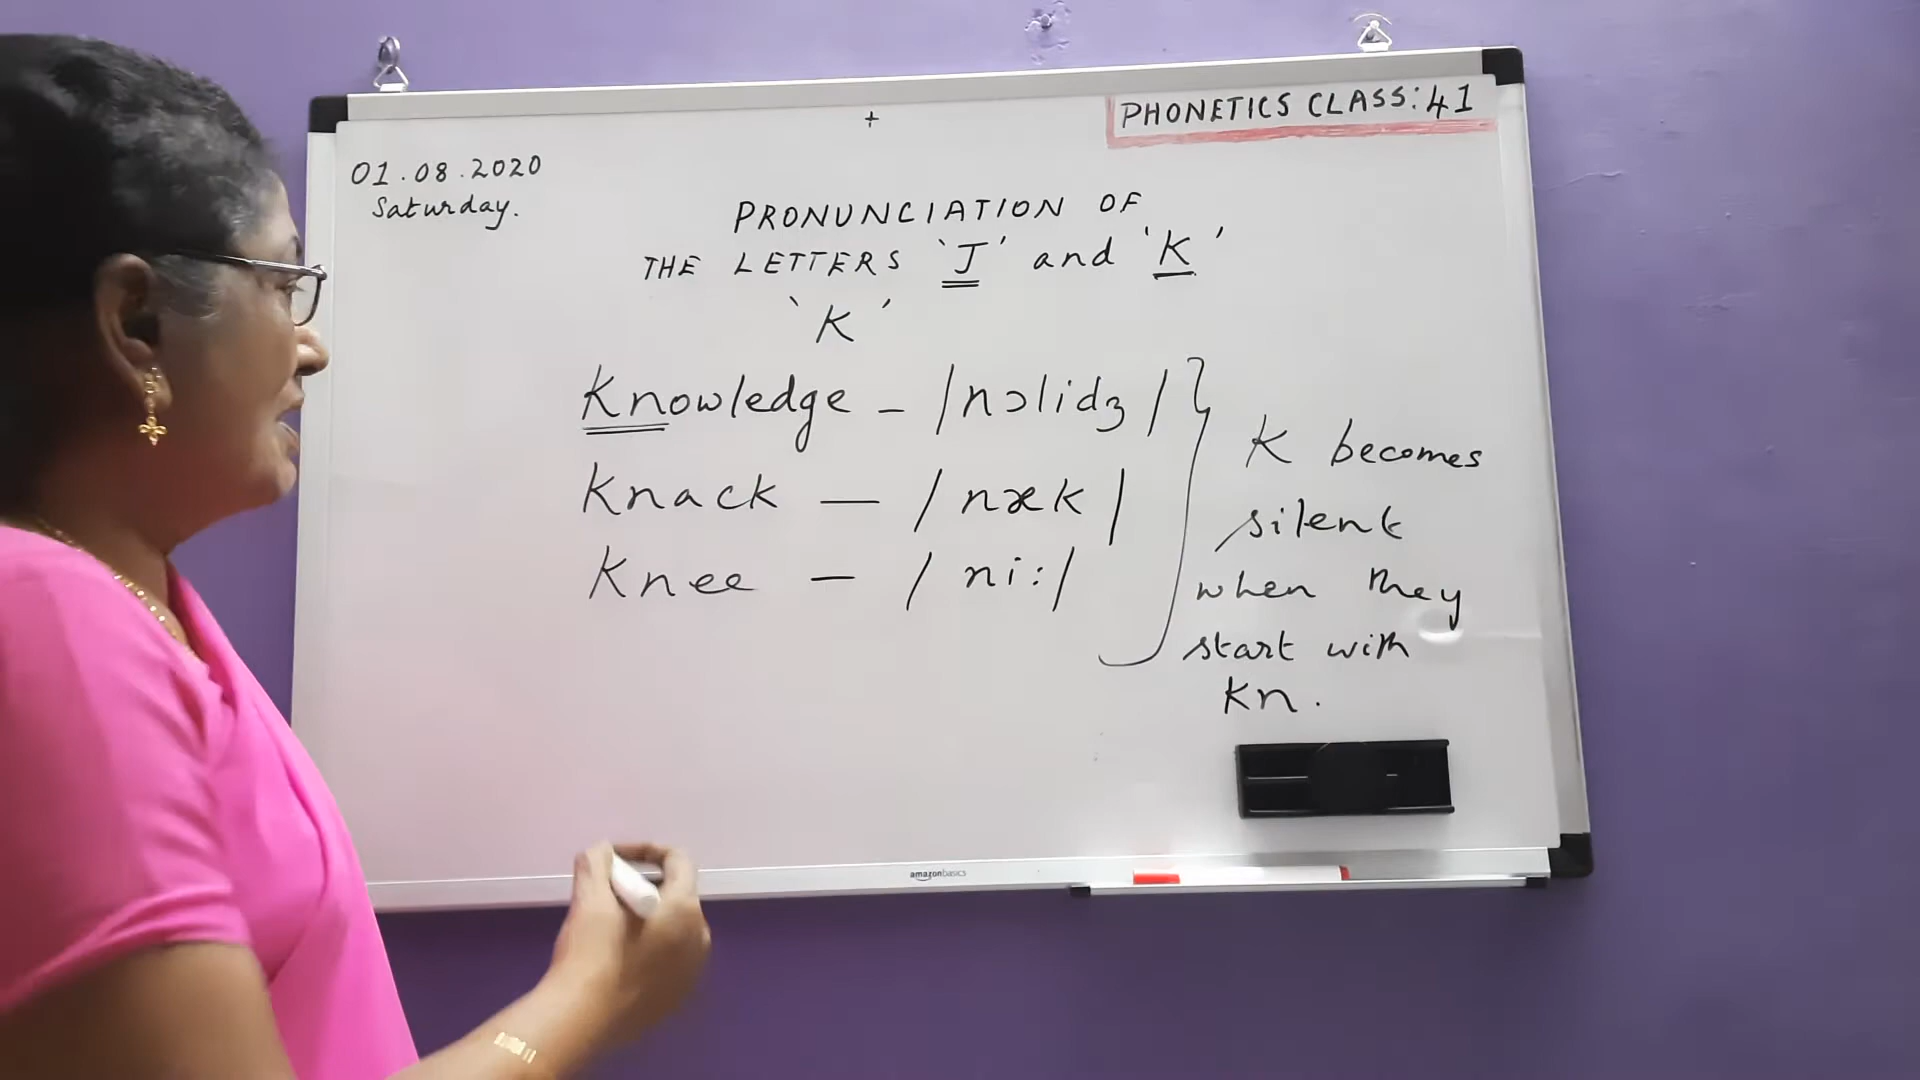 +
PHONETICS CLASS: 41
01.08.2020
Saturday.
PRONUNCIATION OF
THE LETTERS 'J' and 'K'
'K'
Knowledge – /nɔlidʒ/
Knack — /næk/
Knee – /ni:/
K becomes
silent
when they
start with
kn.
amazonbasics